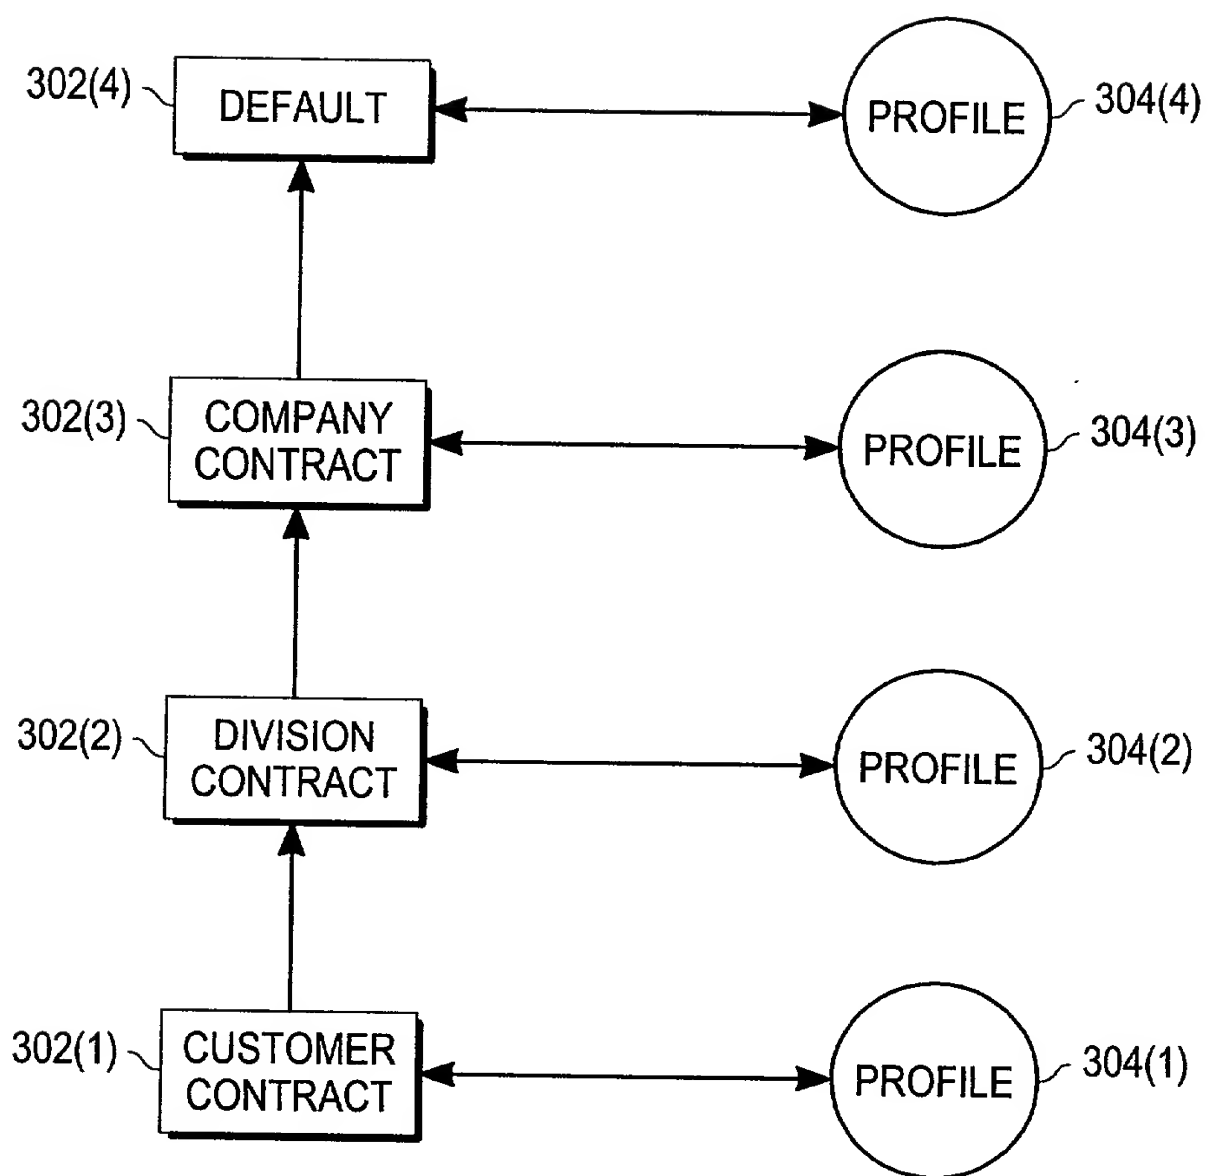 302(4)
DEFAULT
PROFILE
304(4)
302(3)
COMPANY
CONTRACT
PROFILE
304(3)
302(2)
DIVISION
CONTRACT
PROFILE
304(2)
302(1)
CUSTOMER
CONTRACT
PROFILE
304(1)